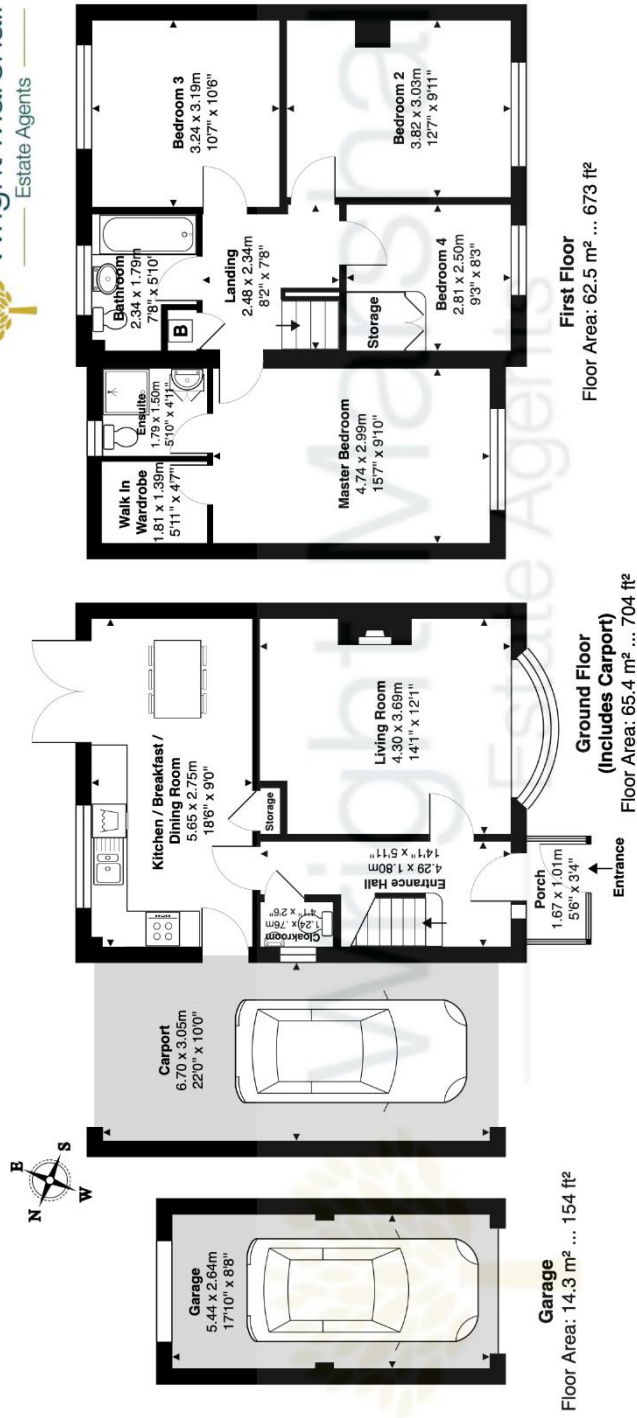 Estate Agents
N
E
S
W
Garage
5.44 x 2.64m
17'10" x 8'8"
Garage
Floor Area: 14.3 m² ... 154 ft²
Carport
6.70 x 3.05m
22'0" x 10'0"
Kitchen / Breakfast /
Dining Room
5.65 x 2.75m
18'6" x 9'0"
Storage
Cloakroom
1.24 x .76m
4'1" x 2'6"
Entrance Hall
4.29 x 1.80m
14'1" x 5'11"
Living Room
4.30 x 3.69m
14'1" x 12'1"
Porch
1.67 x 1.01m
5'6" x 3'4"
Entrance
Ground Floor
(Includes Carport)
Floor Area: 65.4 m² ... 704 ft²
Walk In
Wardrobe
1.81 x 1.39m
5'11" x 4'7"
Ensuite
1.79 x 1.50m
5'10" x 4'11"
Bathroom
2.34 x 1.79m
7'8" x 5'10"
B
Bedroom 3
3.24 x 3.19m
10'7" x 10'6"
Landing
2.48 x 2.34m
8'2" x 7'8"
Master Bedroom
4.74 x 2.99m
15'7" x 9'10"
Storage
Bedroom 4
2.81 x 2.50m
9'3" x 8'3"
Bedroom 2
3.82 x 3.03m
12'7" x 9'11"
First Floor
Floor Area: 62.5 m² ... 673 ft²
Wright Marsha
Estate Agents